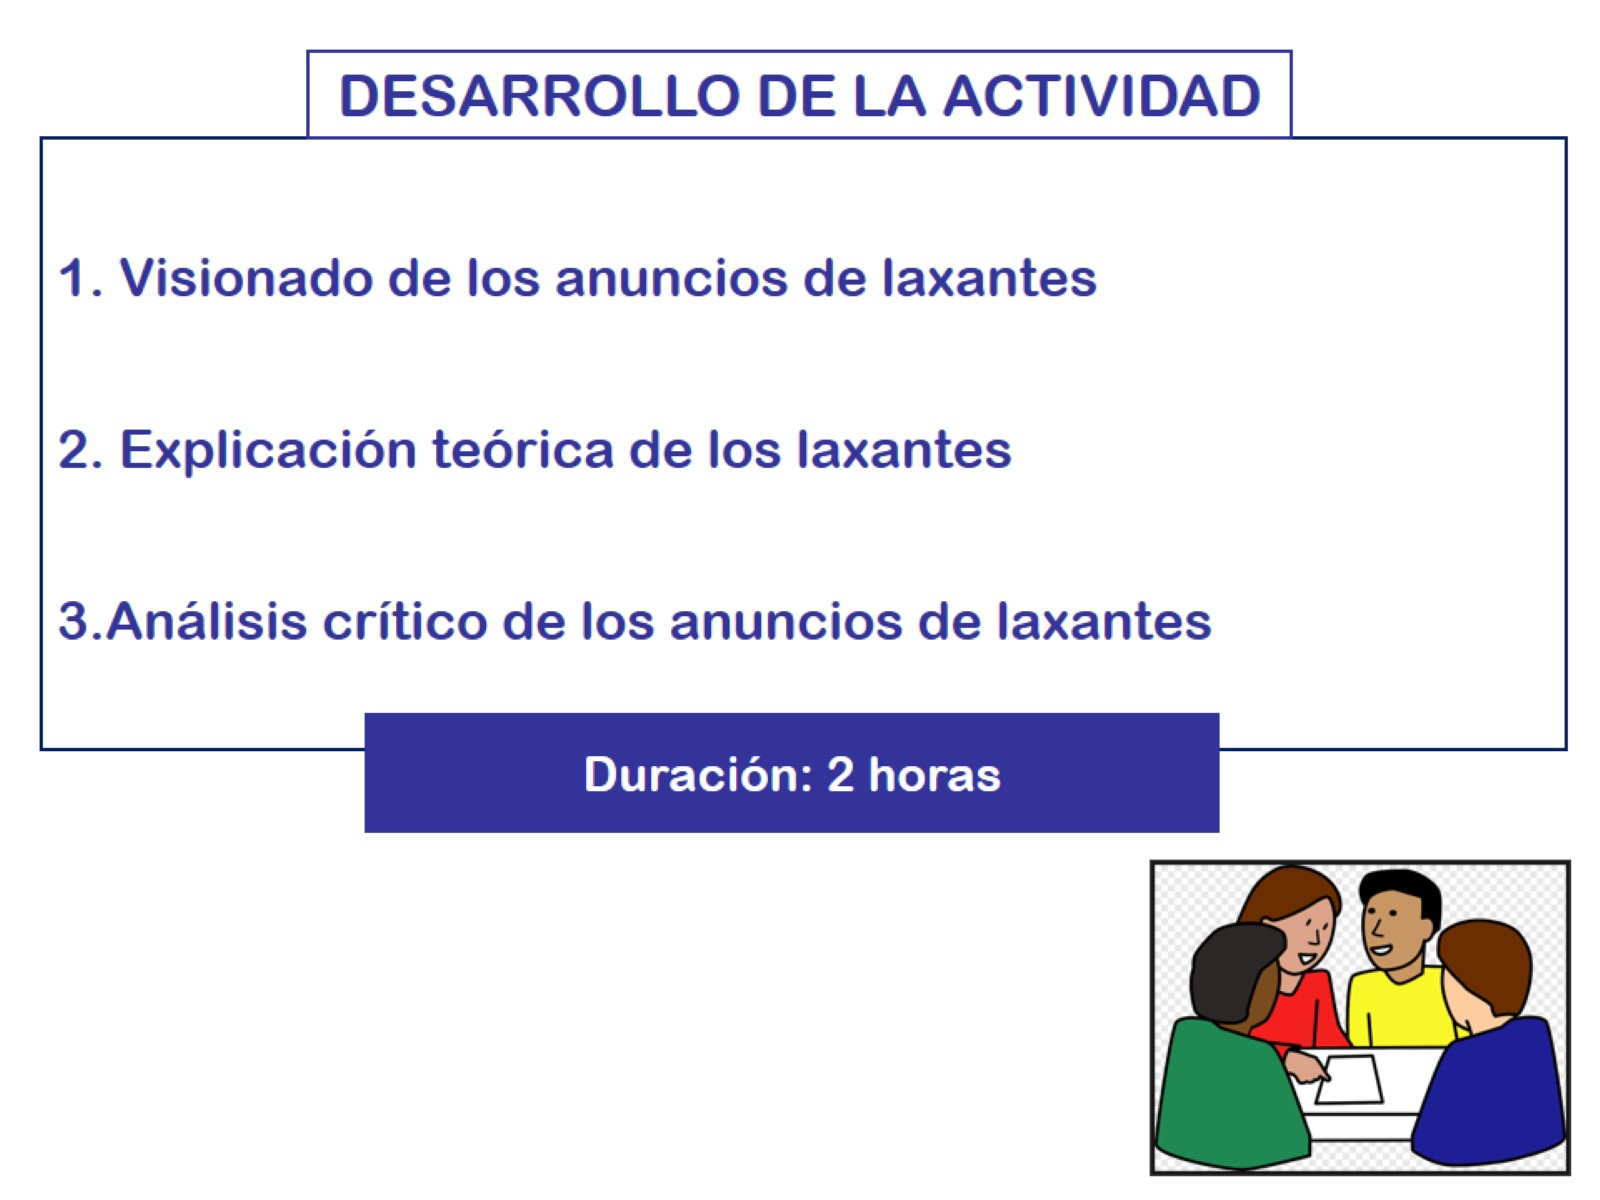 DESARROLLO DE LA ACTIVIDAD
1. Visionado de los anuncios de laxantes
2. Explicación teórica de los laxantes
3.Análisis crítico de los anuncios de laxantes
Duración: 2 horas